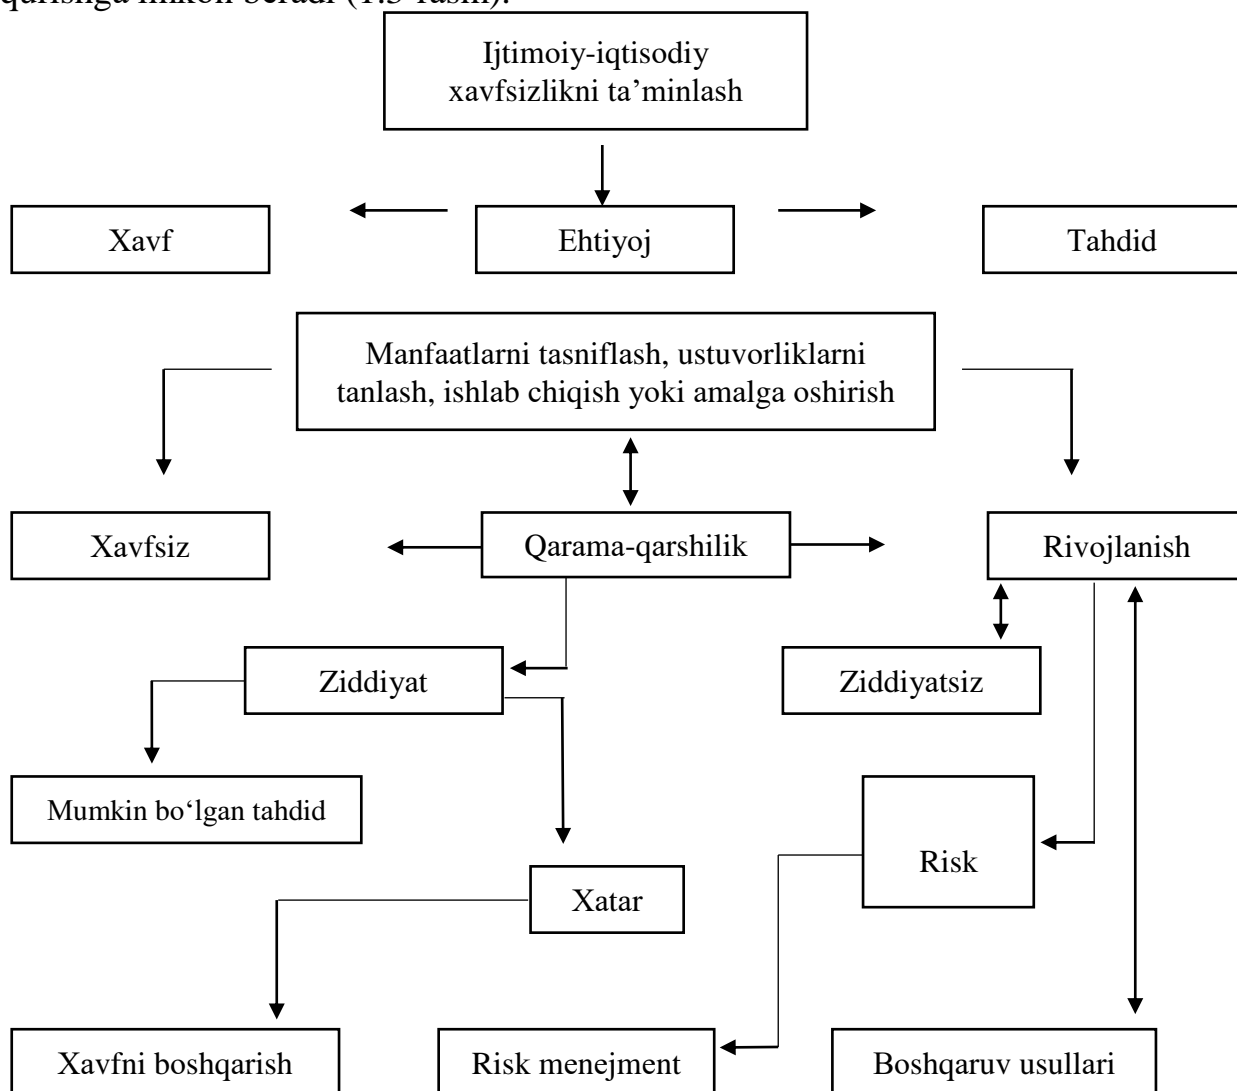 qurishga imkon beradi (1.3-rasm).
Ijtimoiy-iqtisodiy
xavfsizlikni ta’minlash
Xavf
Ehtiyoj
Tahdid
Manfaatlarni tasniflash, ustuvorliklarni
tanlash, ishlab chiqish yoki amalga oshirish
Xavfsiz
Qarama-qarshilik
Rivojlanish
Ziddiyat
Ziddiyatsiz
Mumkin bo‘lgan tahdid
Risk
Xatar
Xavfni boshqarish
Risk menejment
Boshqaruv usullari